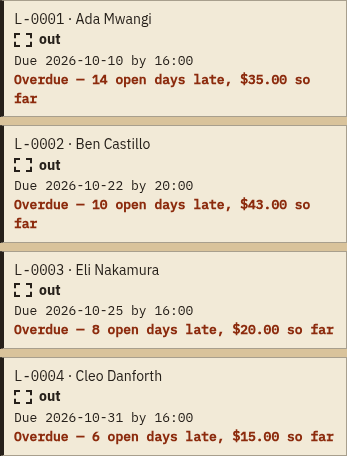 L-0001 · Ada Mwangi
out
Due 2026-10-10 by 16:00
Overdue — 14 open days late, $35.00 so
far
L-0002 · Ben Castillo
out
Due 2026-10-22 by 20:00
Overdue — 10 open days late, $43.00 so
far
L-0003 · Eli Nakamura
out
Due 2026-10-25 by 16:00
Overdue — 8 open days late, $20.00 so far
L-0004 · Cleo Danforth
out
Due 2026-10-31 by 16:00
Overdue — 6 open days late, $15.00 so far